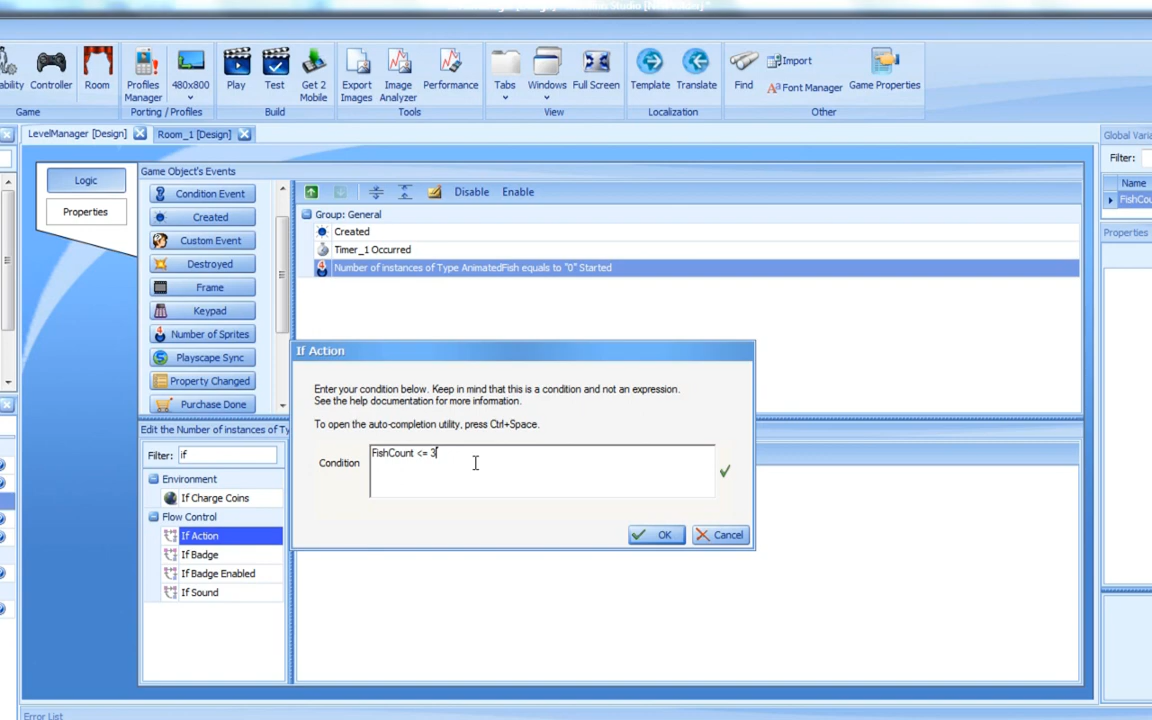 Controller Room Profiles Manager 480x800 Play Test Get 2 Mobile Export Images Image Analyzer Performance Tabs Windows Full Screen Template Translate Find Import Font Manager Game Properties
Game Porting / Profiles Build Tools View Localization Other
LevelManager [Design] Room_1 [Design]
Global Varia
Filter:
Name
FishCou
Properties
Logic
Properties
Game Object's Events
Condition Event
Created
Custom Event
Destroyed
Frame
Keypad
Number of Sprites
Playscape Sync
Property Changed
Purchase Done
Disable Enable
Group: General
Created
Timer_1 Occurred
Number of instances of Type AnimatedFish equals to "0" Started
Edit the Number of instances of Ty
Filter: if
Environment
If Charge Coins
Flow Control
If Action
If Badge
If Badge Enabled
If Sound
If Action
Enter your condition below. Keep in mind that this is a condition and not an expression.
See the help documentation for more information.
To open the auto-completion utility, press Ctrl+Space.
Condition FishCount <= 3
OK Cancel
Error List